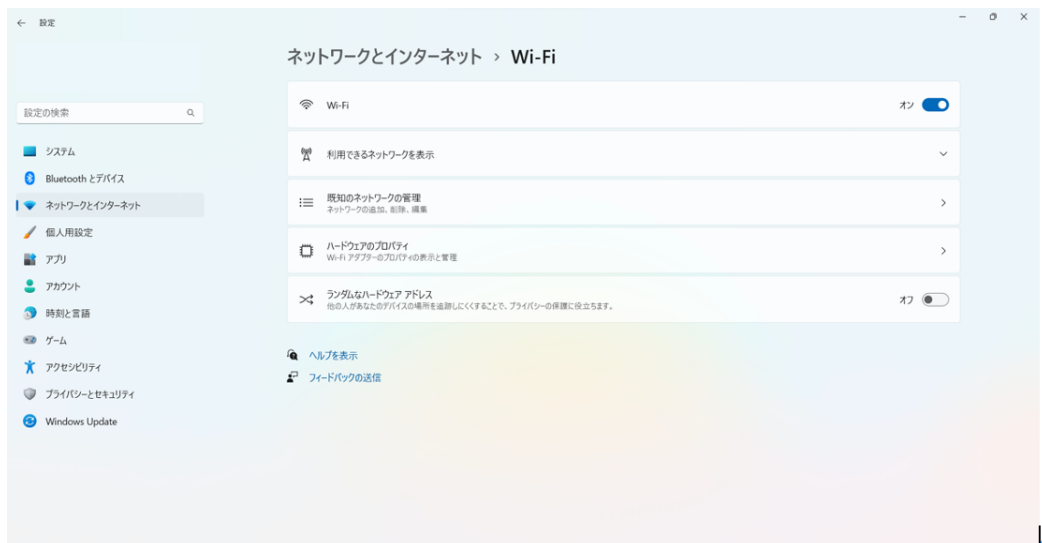 設定
設定の検索
システム
Bluetooth とデバイス
ネットワークとインターネット
個人用設定
アプリ
アカウント
時刻と言語
ゲーム
アクセシビリティ
プライバシーとセキュリティ
Windows Update
ネットワークとインターネット › Wi-Fi
Wi-Fi
オン
利用できるネットワークを表示
既知のネットワークの管理
ネットワークの追加、削除、編集
ハードウェアのプロパティ
Wi-Fi アダプターのプロパティの表示と管理
ランダムなハードウェア アドレス
他の人があなたのデバイスの場所を追跡しにくくすることで、プライバシーの保護に役立ちます。
オフ
ヘルプを表示
フィードバックの送信